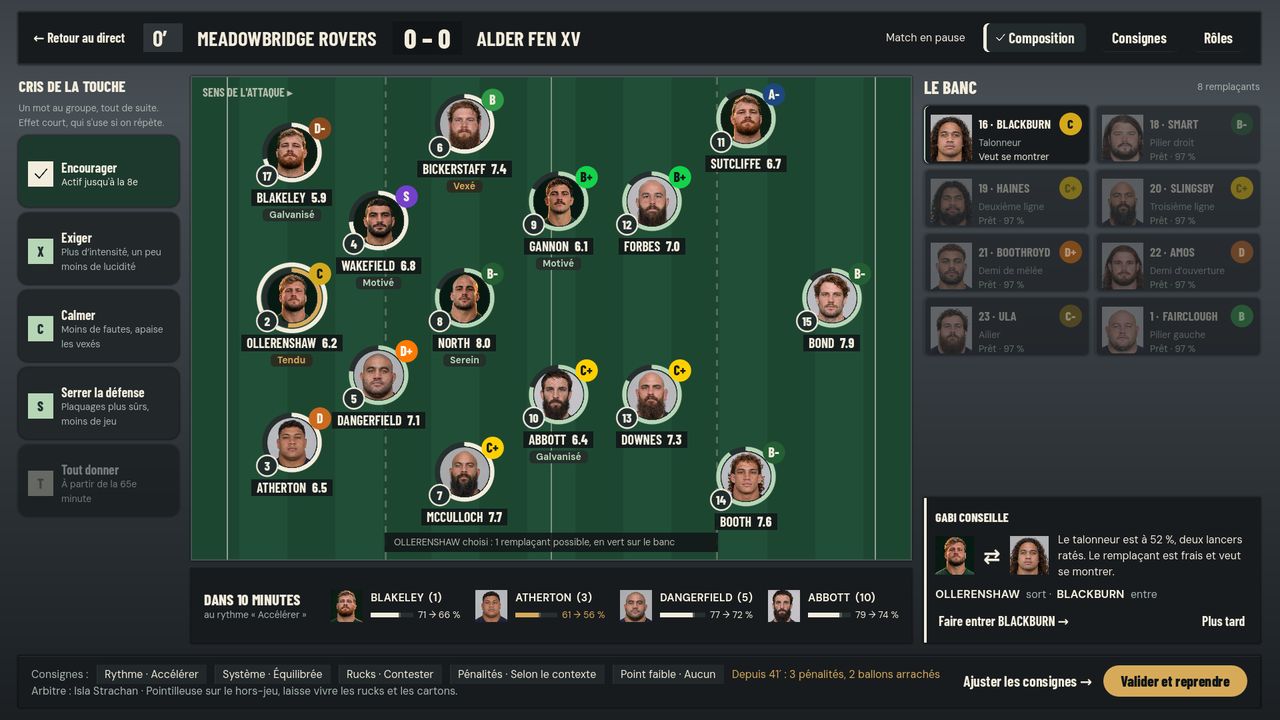 ← Retour au direct
0’
MEADOWBRIDGE ROVERS
0 – 0
ALDER FEN XV
Match en pause
✓ Composition
Consignes
Rôles
CRIS DE LA TOUCHE
Un mot au groupe, tout de suite.
Effet court, qui s'use si on répète.
Encourager
Actif jusqu'à la 8e
X
Exiger
Plus d'intensité, un peu
moins de lucidité
C
Calmer
Moins de fautes, apaise
les vexés
S
Serrer la défense
Plaquages plus sûrs,
moins de jeu
T
Tout donner
À partir de la 65e
minute
SENS DE L'ATTAQUE ▸
D-
17
BLAKELEY 5.9
Galvanisé
B
6
BICKERSTAFF 7.4
Vexé
A-
11
SUTCLIFFE 6.7
S
4
WAKEFIELD 6.8
Motivé
B+
9
GANNON 6.1
Motivé
B+
12
FORBES 7.0
C
2
OLLERENSHAW 6.2
Tendu
B-
8
NORTH 8.0
Serein
B-
15
BOND 7.9
D+
5
DANGERFIELD 7.1
C+
10
ABBOTT 6.4
Galvanisé
C+
13
DOWNES 7.3
D
3
ATHERTON 6.5
C+
7
MCCULLOCH 7.7
B-
14
BOOTH 7.6
OLLERENSHAW choisi : 1 remplaçant possible, en vert sur le banc
LE BANC
8 remplaçants
16 · BLACKBURN
C
Talonneur
Veut se montrer
18 · SMART
B-
Pilier droit
Prêt · 97 %
19 · HAINES
C+
Deuxième ligne
Prêt · 97 %
20 · SLINGSBY
C+
Troisième ligne
Prêt · 97 %
21 · BOOTHROYD
D+
Demi de mêlée
Prêt · 97 %
22 · AMOS
D
Demi d'ouverture
Prêt · 97 %
23 · ULA
C-
Ailier
Prêt · 97 %
1 · FAIRCLOUGH
B
Pilier gauche
Prêt · 97 %
GABI CONSEILLE
Le talonneur est à 52 %, deux lancers
ratés. Le remplaçant est frais et veut
se montrer.
OLLERENSHAW sort · BLACKBURN entre
Faire entrer BLACKBURN →
Plus tard
DANS 10 MINUTES
au rythme « Accélérer »
BLAKELEY (1)
71 → 66 %
ATHERTON (3)
61 → 56 %
DANGERFIELD (5)
77 → 72 %
ABBOTT (10)
79 → 74 %
Consignes :
Rythme · Accélérer
Système · Équilibrée
Rucks · Contester
Pénalités · Selon le contexte
Point faible · Aucun
Depuis 41' : 3 pénalités, 2 ballons arrachés
Arbitre : Isla Strachan · Pointilleuse sur le hors-jeu, laisse vivre les rucks et les cartons.
Ajuster les consignes →
Valider et reprendre